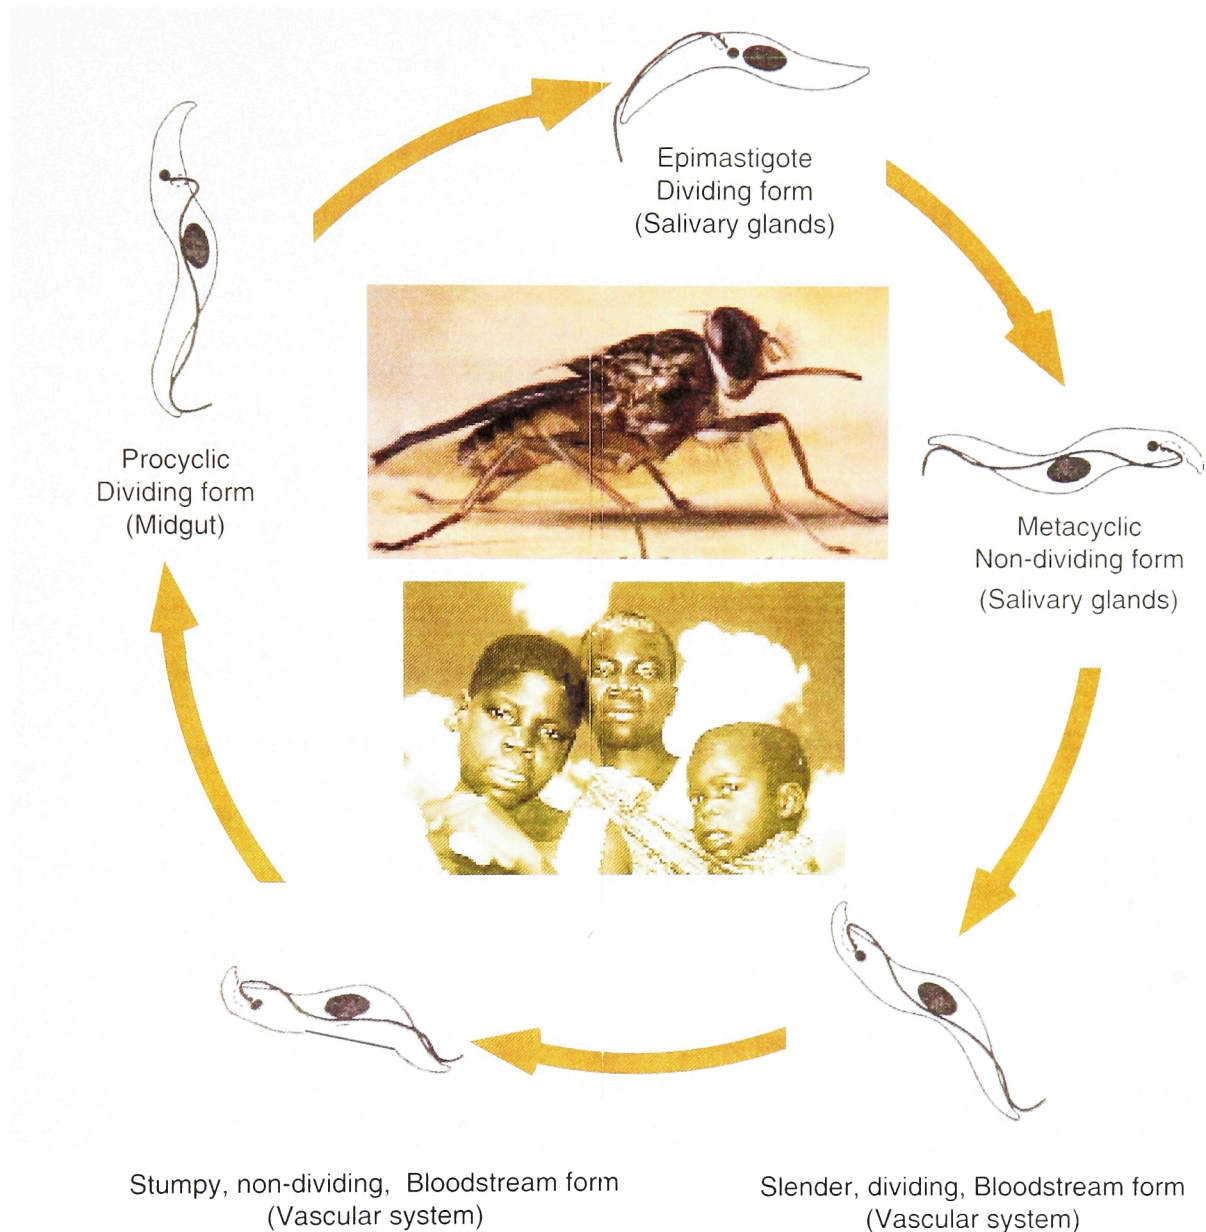 Epimastigote
Dividing form
(Salivary glands)
Procyclic
Dividing form
(Midgut)
Metacyclic
Non-dividing form
(Salivary glands)
Stumpy, non-dividing, Bloodstream form
(Vascular system)
Slender, dividing, Bloodstream form
(Vascular system)